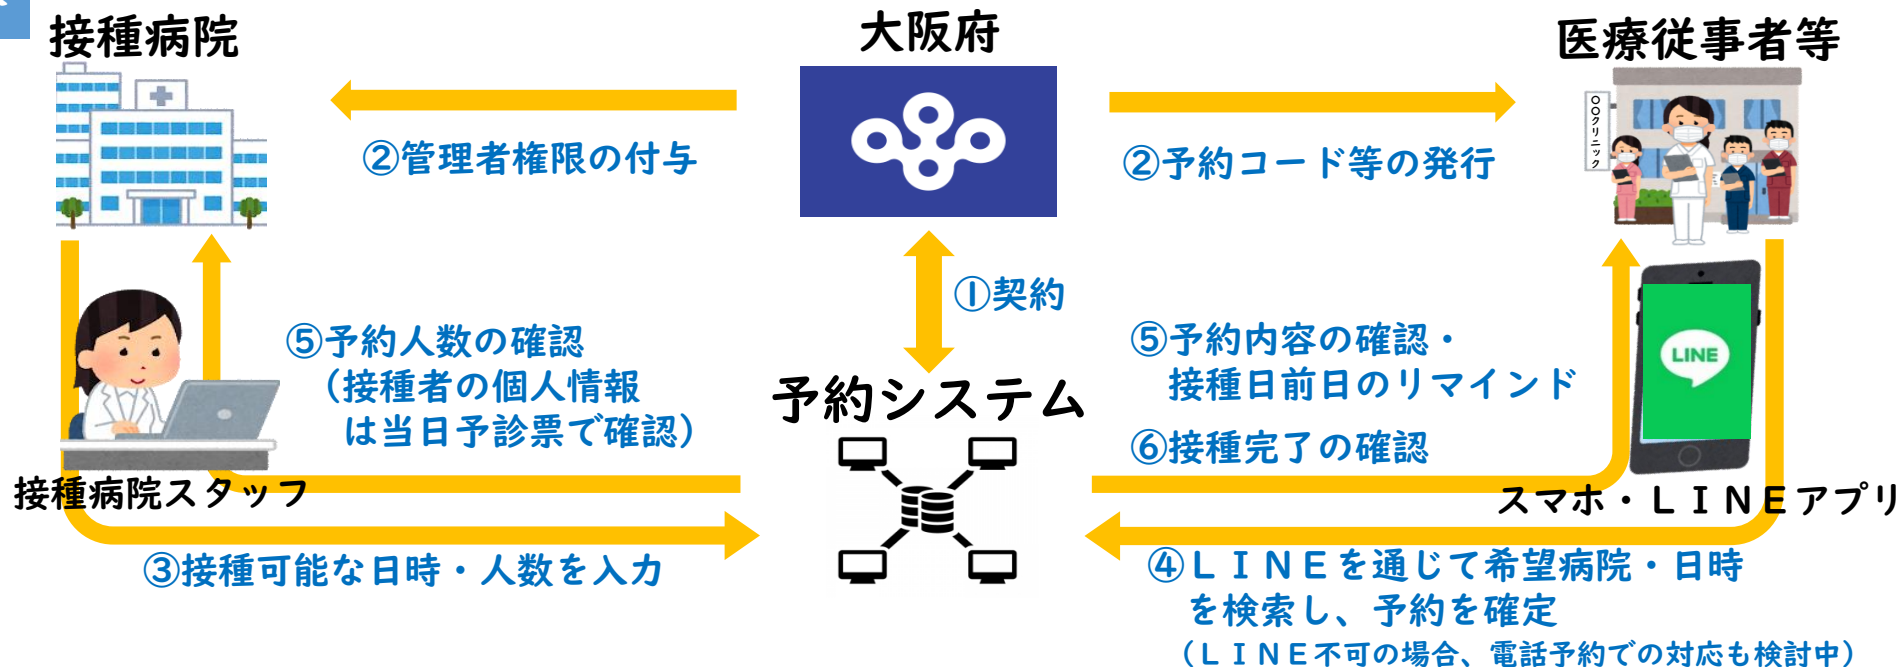 接種病院
大阪府
医療従事者等
〇〇クリニック
②管理者権限の付与
②予約コード等の発行
①契約
⑤予約人数の確認
（接種者の個人情報
は当日予診票で確認）
⑤予約内容の確認・
接種日前日のリマインド
⑥接種完了の確認
LINE
予約システム
接種病院スタッフ
スマホ・ＬＩＮＥアプリ
③接種可能な日時・人数を入力
④ＬＩＮＥを通じて希望病院・日時
を検索し、予約を確定
（ＬＩＮＥ不可の場合、電話予約での対応も検討中）